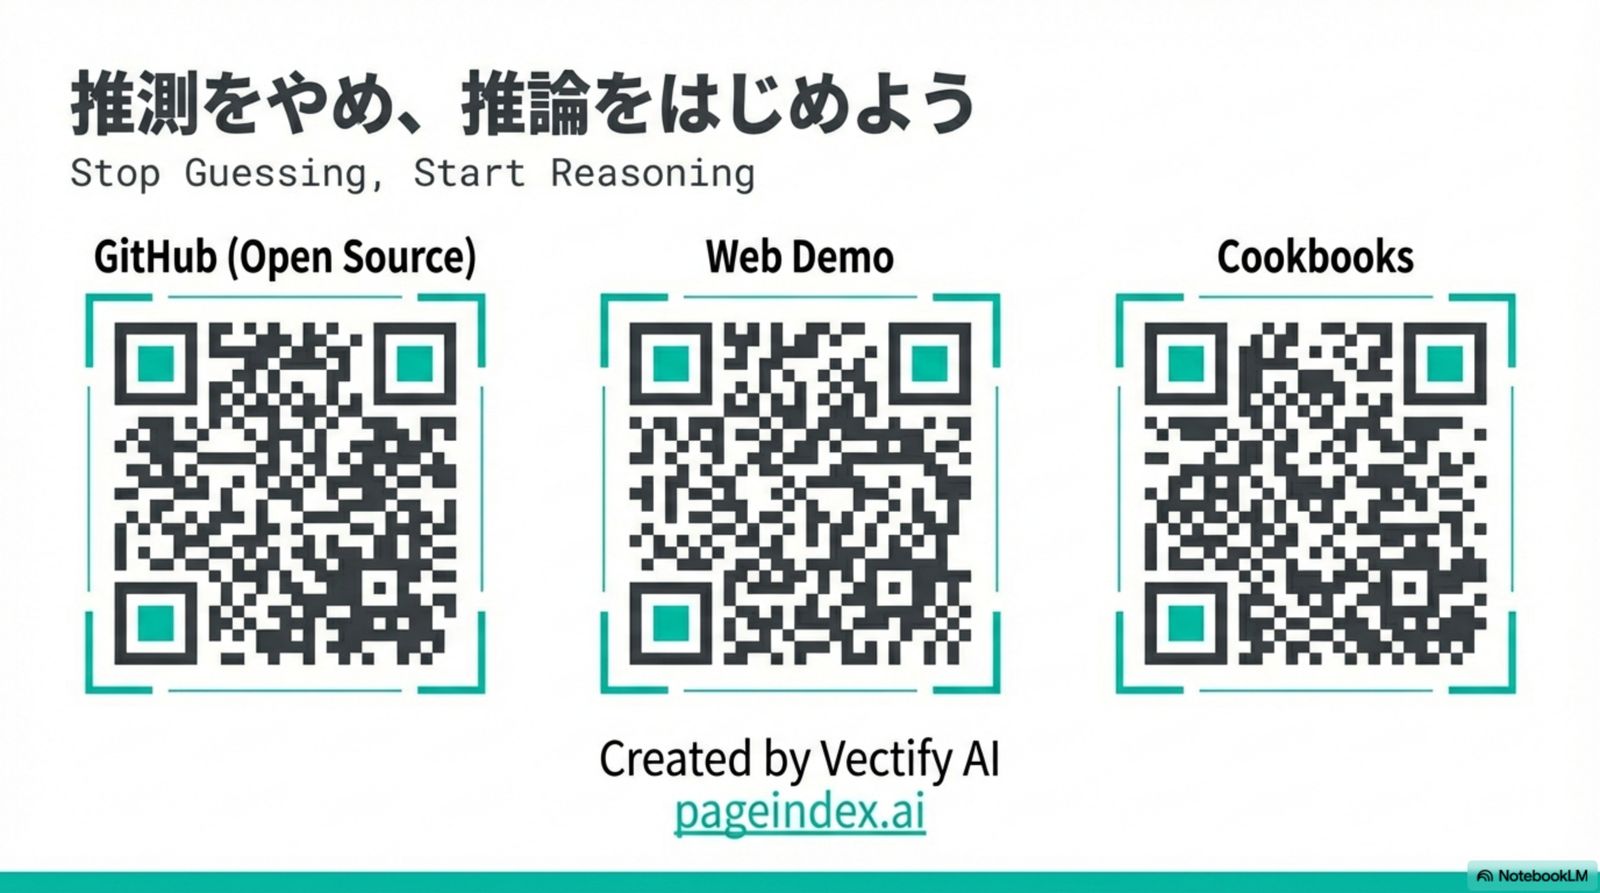 推測をやめ、推論をはじめよう
Stop Guessing, Start Reasoning
GitHub (Open Source)
Web Demo
Cookbooks
Created by Vectify AI
pageindex.ai
NotebookLM